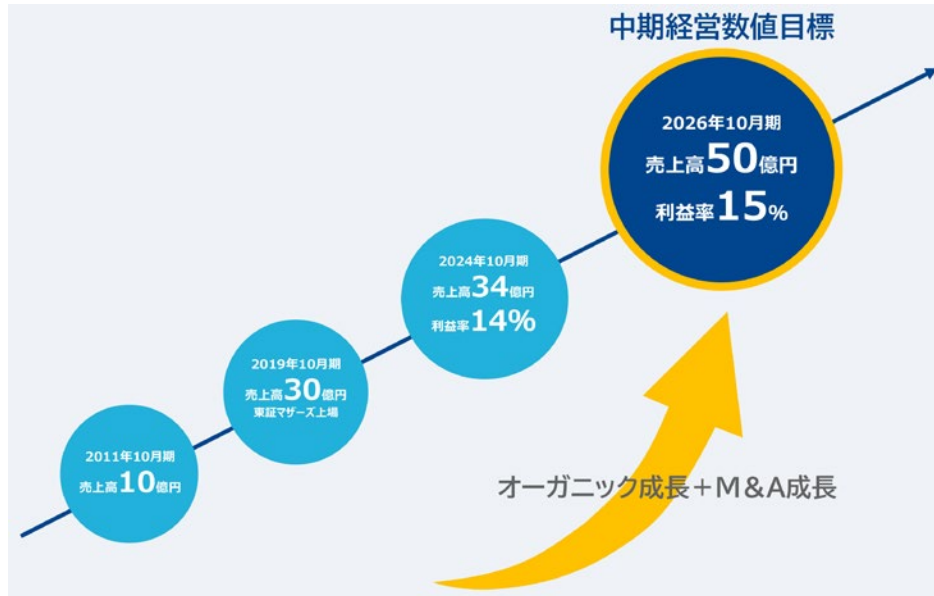 中期経営数値目標
2026年10月期
売上高50億円
利益率15%
2024年10月期
売上高34億円
利益率14%
2019年10月期
売上高30億円
東証マザーズ上場
2011年10月期
売上高10億円
オーガニック成長＋M＆A成長